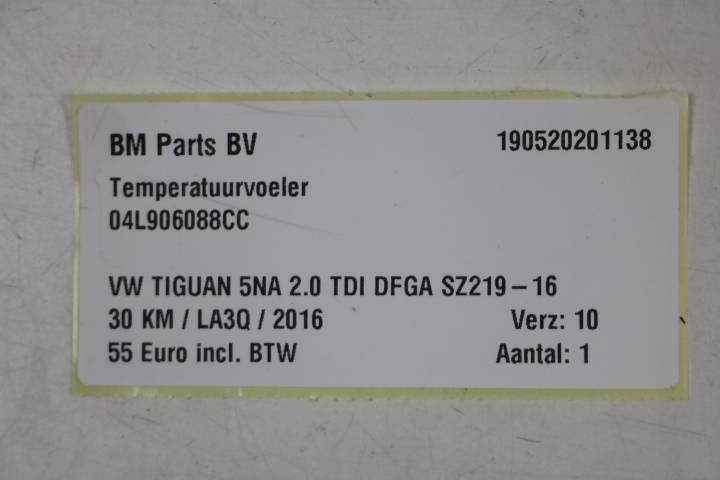 BM Parts BV 190520201138
Temperatuurvoeler
04L906088CC
VW TIGUAN 5NA 2.0 TDI DFGA SZ219-16
30 KM / LA3Q / 2016 Verz: 10
55 Euro incl. BTW Aantal: 1